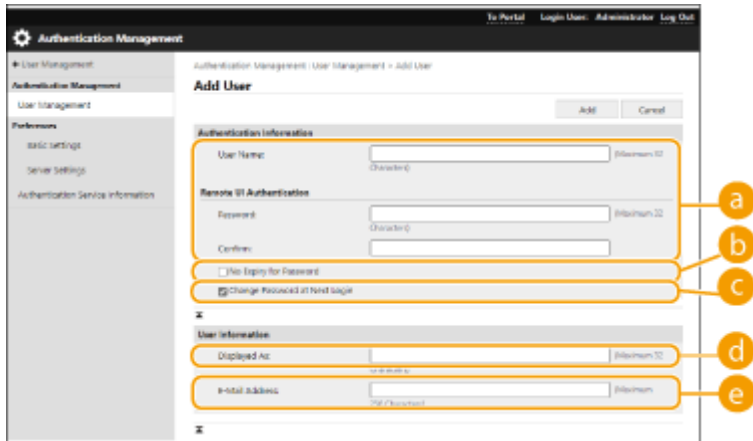 To Portal Login User: Administrator Log Out
Authentication Management
User Management
Authentication Management : User Management > Add User
Authentication Management
Add User
User Management
Add Cancel
Preferences
Authentication Information
Basic Settings
User Name: (Maximum 32
Characters)
Server Settings
Authentication Service Information
Remote UI Authentication
a
Password: (Maximum 32
Characters)
b
Confirm:
No Expiry for Password
c
Change Password at Next Login
User Information
Displayed As: (Maximum 32
d
Characters)
E-Mail Address: (Maximum
e
256 Characters)